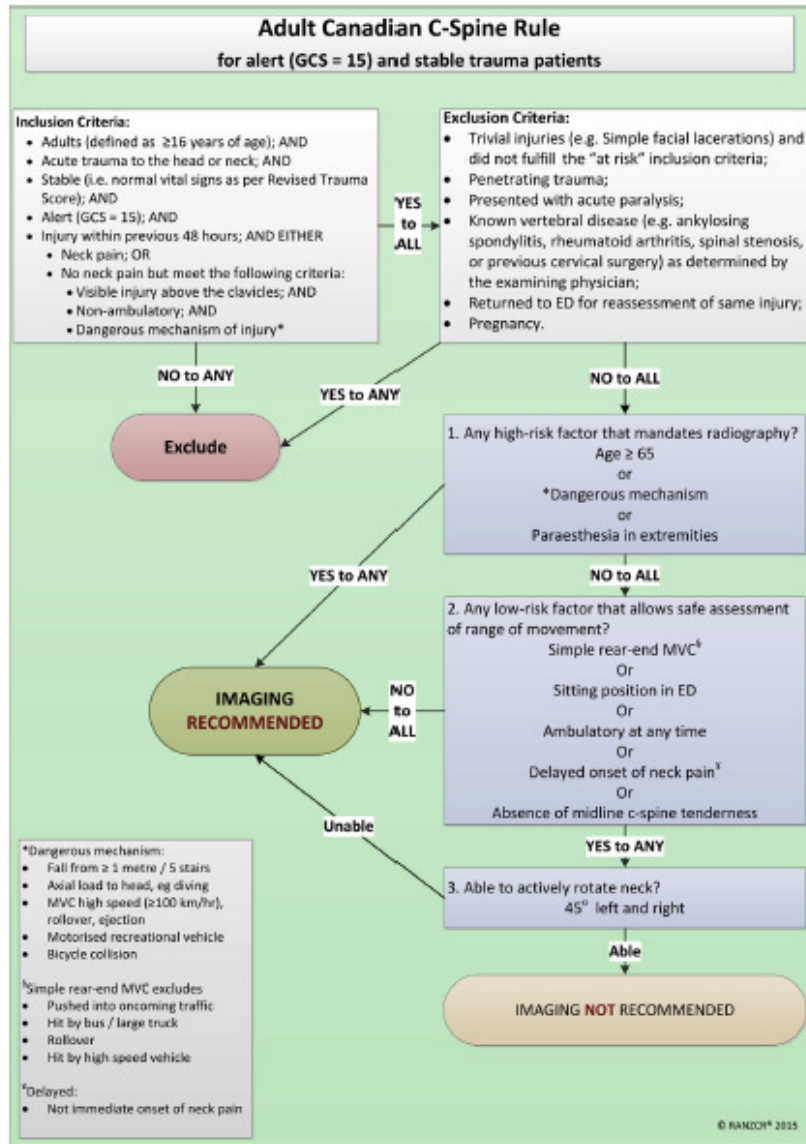 Adult Canadian C-Spine Rule
for alert (GCS = 15) and stable trauma patients
Inclusion Criteria:
• Adults (defined as ≥16 years of age); AND
• Acute trauma to the head or neck; AND
• Stable (i.e. normal vital signs as per Revised Trauma
Score); AND
• Alert (GCS = 15); AND
• Injury within previous 48 hours; AND EITHER
• Neck pain; OR
• No neck pain but meet the following criteria:
• Visible injury above the clavicles; AND
• Non-ambulatory; AND
• Dangerous mechanism of injury*
YES
to
ALL
Exclusion Criteria:
• Trivial injuries (e.g. Simple facial lacerations) and
did not fulfill the “at risk” inclusion criteria;
• Penetrating trauma;
• Presented with acute paralysis;
• Known vertebral disease (e.g. ankylosing
spondylitis, rheumatoid arthritis, spinal stenosis,
or previous cervical surgery) as determined by
the examining physician;
• Returned to ED for reassessment of same injury;
• Pregnancy.
NO to ANY
YES to ANY
NO to ALL
Exclude
1. Any high-risk factor that mandates radiography?
Age ≥ 65
or
*Dangerous mechanism
or
Paraesthesia in extremities
YES to ANY
NO to ALL
2. Any low-risk factor that allows safe assessment
of range of movement?
Simple rear-end MVC§
Or
Sitting position in ED
Or
Ambulatory at any time
Or
Delayed onset of neck pain¥
Or
Absence of midline c-spine tenderness
NO
to
ALL
IMAGING
RECOMMENDED
Unable
YES to ANY
3. Able to actively rotate neck?
45° left and right
Able
IMAGING NOT RECOMMENDED
*Dangerous mechanism:
• Fall from ≥ 1 metre / 5 stairs
• Axial load to head, eg diving
• MVC high speed (≥100 km/hr),
rollover, ejection
• Motorised recreational vehicle
• Bicycle collision
§Simple rear-end MVC excludes
• Pushed into oncoming traffic
• Hit by bus / large truck
• Rollover
• Hit by high speed vehicle
¥Delayed:
• Not immediate onset of neck pain
© RANZCR® 2015